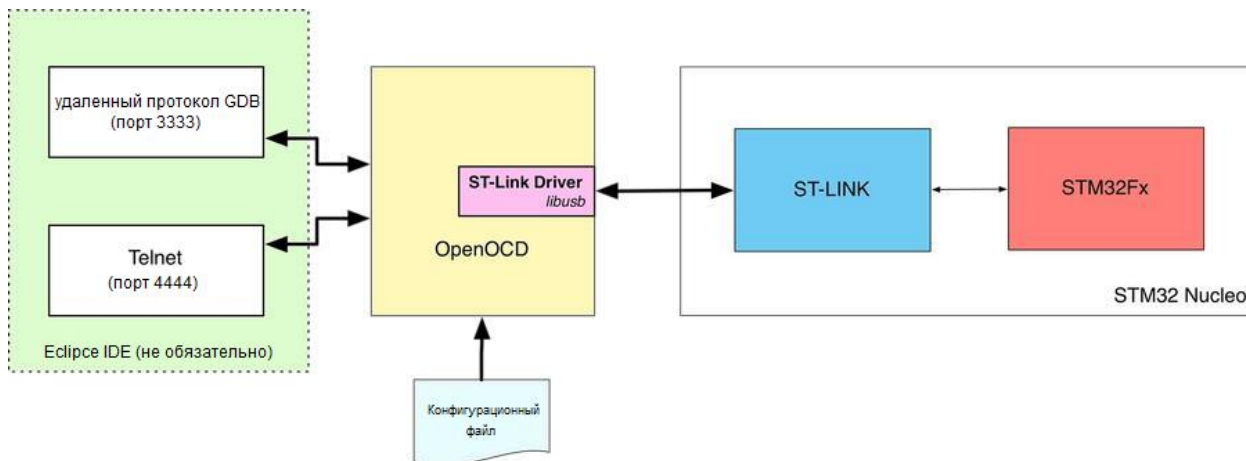 удаленный протокол GDB
(порт 3333)
Telnet
(порт 4444)
Eclipce IDE (не обязательно)
ST-Link Driver
libusb
OpenOCD
Конфигурационный
файл
ST-LINK
STM32Fx
STM32 Nucleo